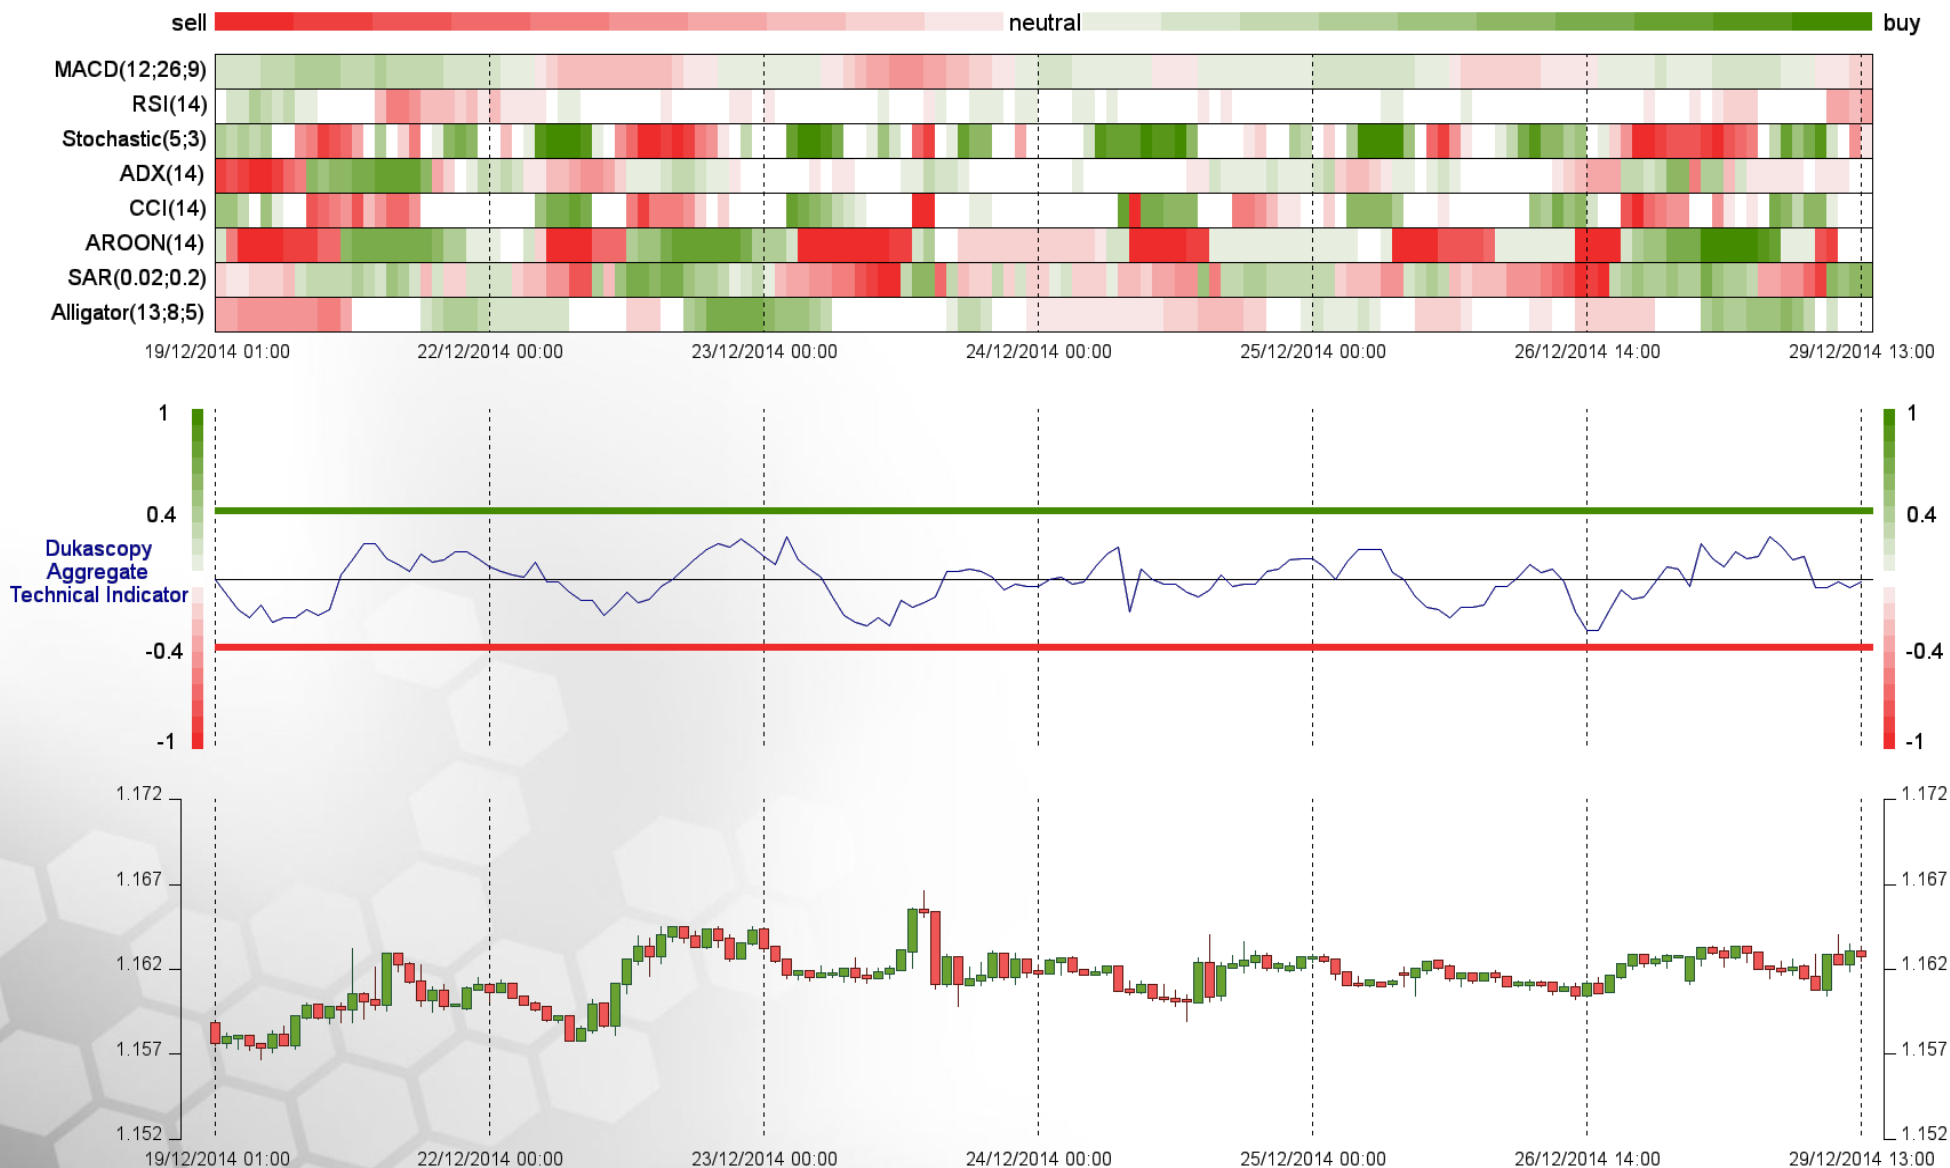 sell neutral buy
MACD(12;26;9)
RSI(14)
Stochastic(5;3)
ADX(14)
CCI(14)
AROON(14)
SAR(0.02;0.2)
Alligator(13;8;5)
19/12/2014 01:00 22/12/2014 00:00 23/12/2014 00:00 24/12/2014 00:00 25/12/2014 00:00 26/12/2014 14:00 29/12/2014 13:00
1 1
0.4 0.4
Dukascopy
Aggregate
Technical Indicator
-0.4 -0.4
-1 -1
1.172 1.172
1.167 1.167
1.162 1.162
1.157 1.157
1.152 1.152
19/12/2014 01:00 22/12/2014 00:00 23/12/2014 00:00 24/12/2014 00:00 25/12/2014 00:00 26/12/2014 14:00 29/12/2014 13:00